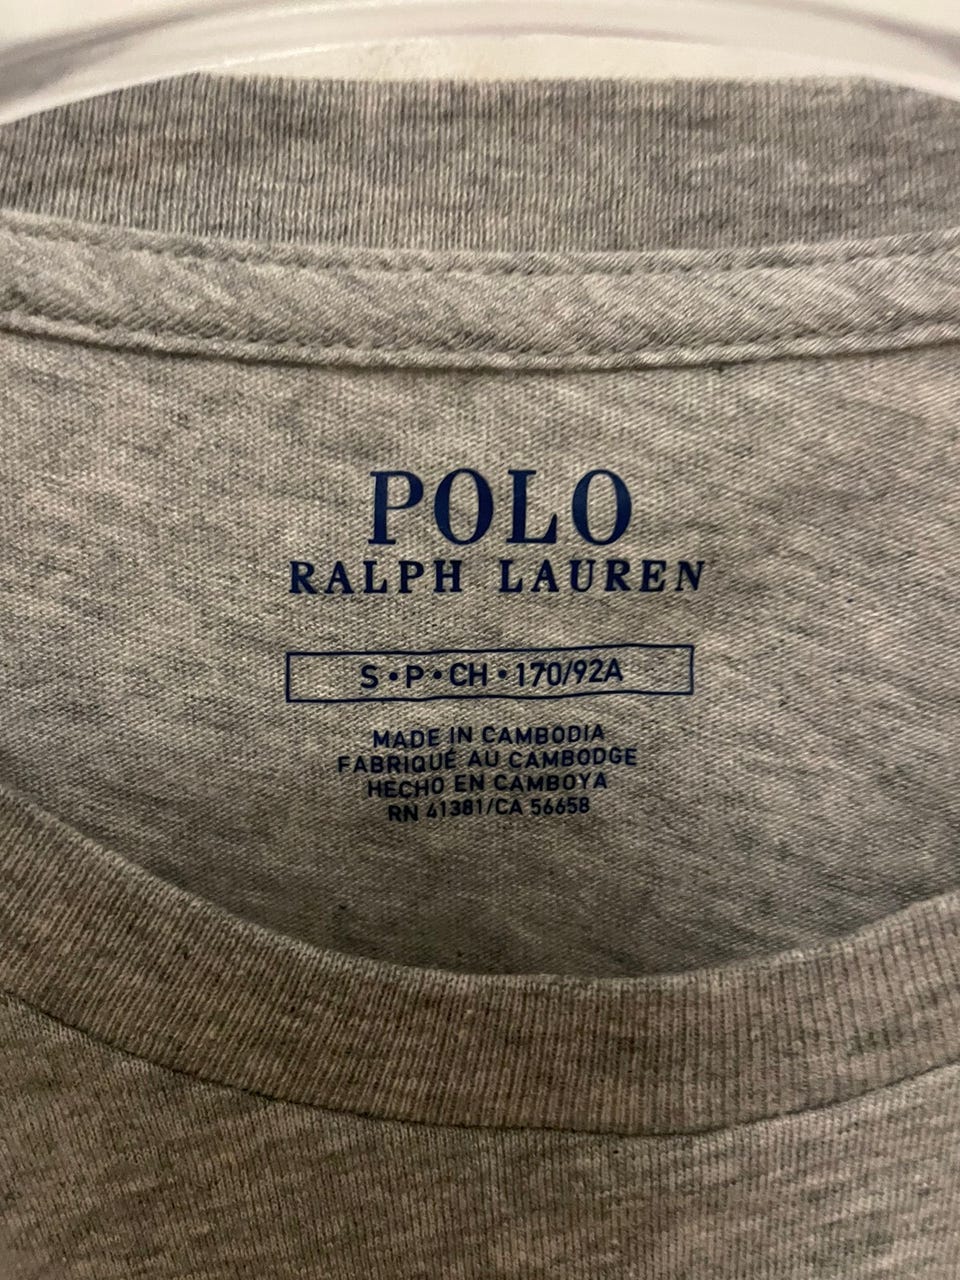 POLO
RALPH LAUREN
S • P • CH • 170/92A
MADE IN CAMBODIA
FABRIQUÉ AU CAMBODGE
HECHO EN CAMBOYA
RN 41381/CA 56658